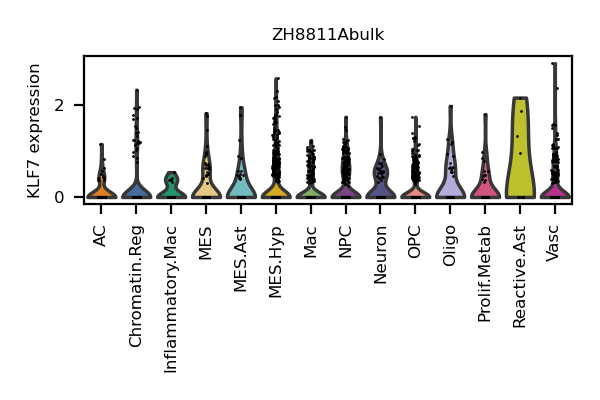 ZH8811Abulk
KLF7 expression
2
0
AC
Chromatin.Reg
Inflammatory.Mac
MES
MES.Ast
MES.Hyp
Mac
NPC
Neuron
OPC
Oligo
Prolif.Metab
Reactive.Ast
Vasc